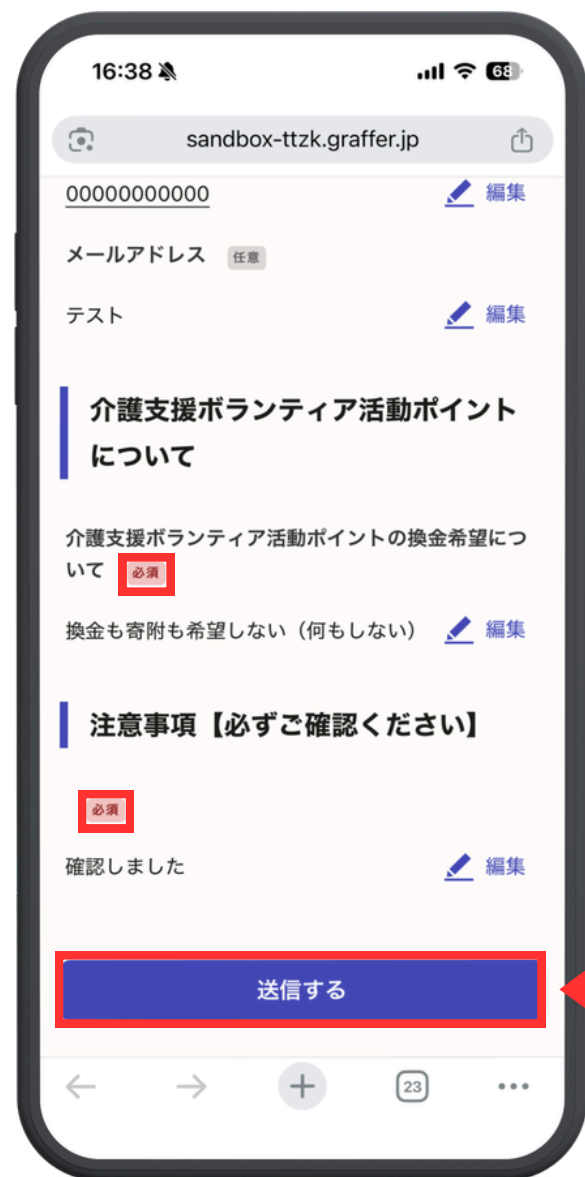 16:38
68
sandbox-ttzk.graffer.jp
00000000000
編集
メールアドレス 任意
テスト
編集
介護支援ボランティア活動ポイント
について
介護支援ボランティア活動ポイントの換金希望につ
いて 必須
換金も寄附も希望しない（何もしない）
編集
注意事項【必ずご確認ください】
必須
確認しました
編集
送信する
23